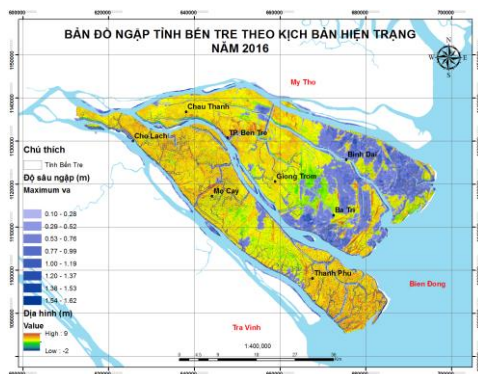 BẢN ĐỒ NGẬP TỈNH BẾN TRE THEO KỊCH BẢN HIỆN TRẠNG
NĂM 2016
N
W E
S
My Tho
Chau Thanh
Cho Lach
TP. Ben Tre
Binh Dai
Giong Trom
Mo Cay
Ba Tri
Thanh Phu
Bien Dong
Tra Vinh
Chú thích
Tỉnh Bến Tre
Độ sâu ngập (m)
Maximum va
0.10 - 0.28
0.29 - 0.52
0.53 - 0.76
0.77 - 0.99
1.00 - 1.19
1.20 - 1.37
1.38 - 1.53
1.54 - 1.62
Địa hình (m)
Value
High : 9
Low : -2
1:400,000